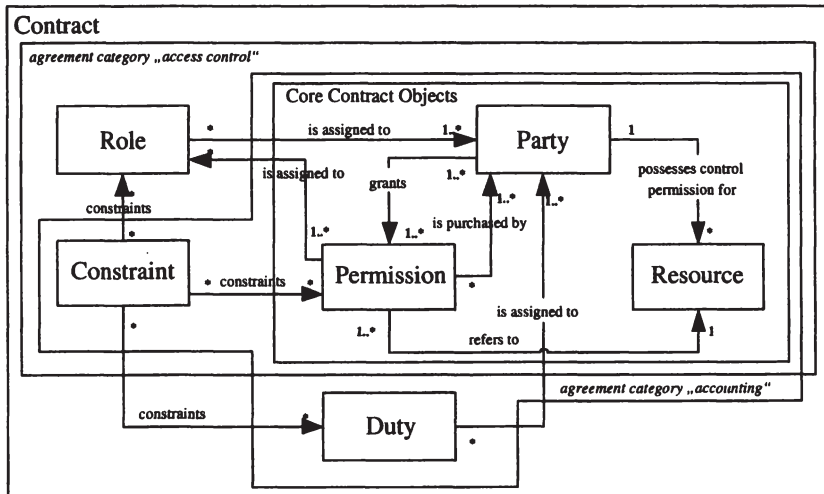 Contract
agreement category „access control“
Core Contract Objects
Role
*
is assigned to
1..*
Party
1
*
is assigned to
grants
1..*
1..*
1..*
possesses control
permission for
*
constraints
is purchased by
*
1..*
1..*
*
Constraint
*
constraints
*
Permission
*
Resource
*
is assigned to
1..*
refers to
1
agreement category „accounting“
constraints
*
Duty
*